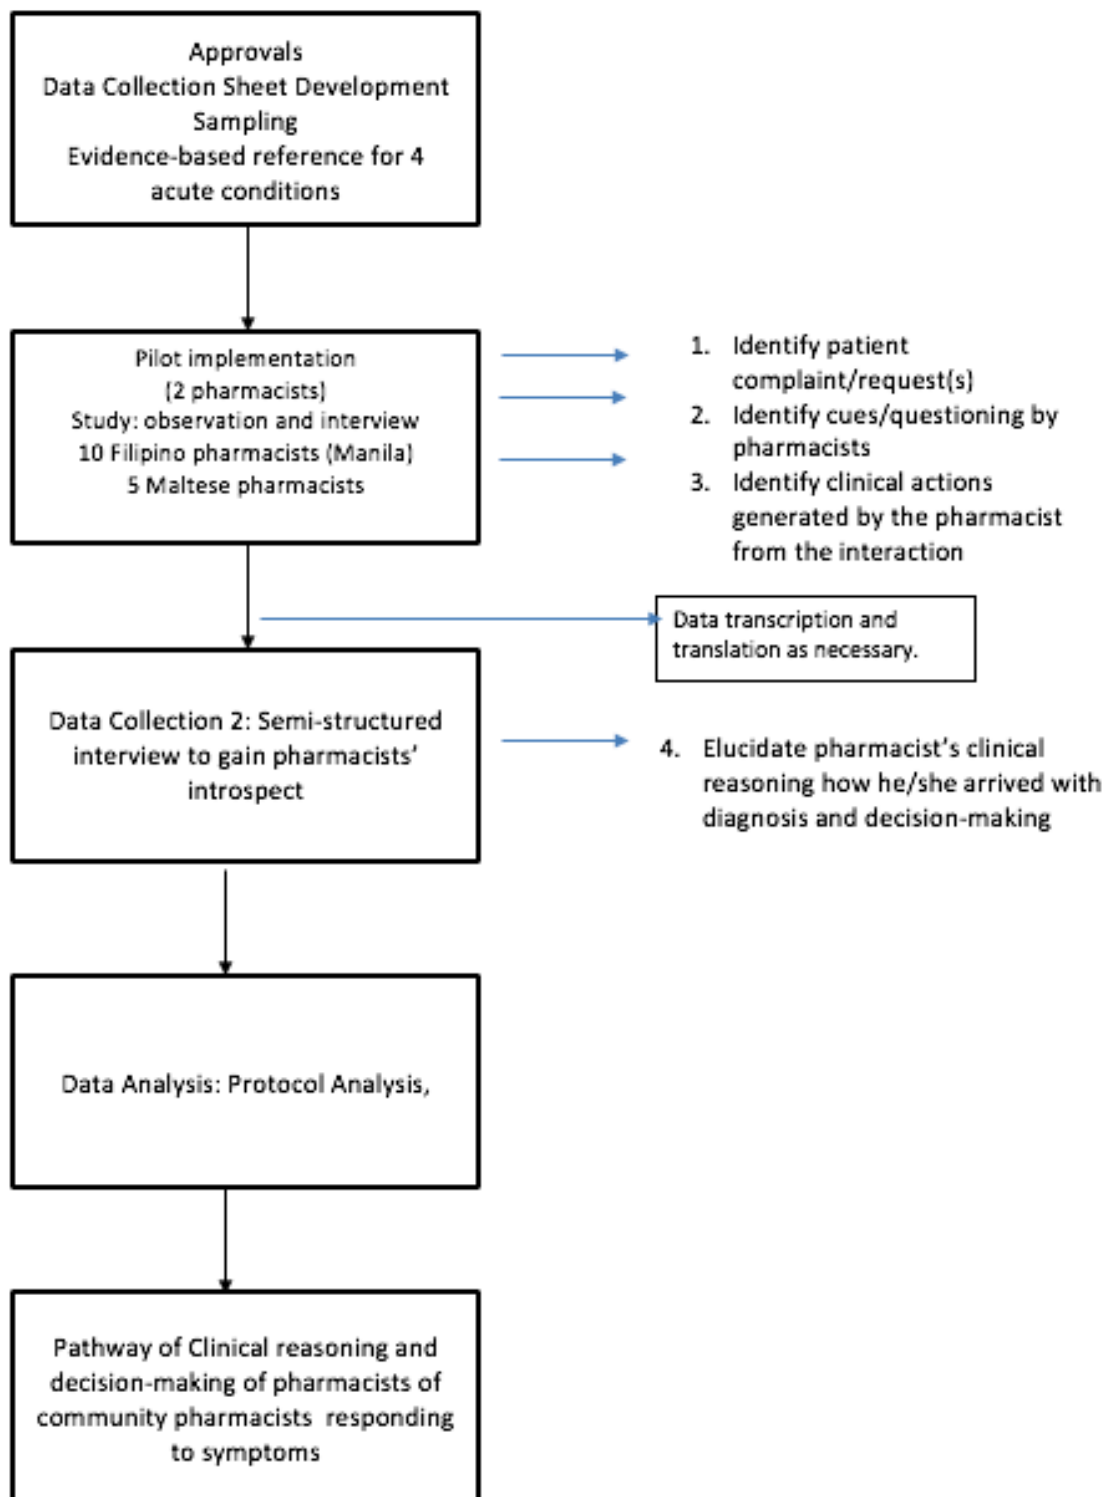 Approvals
Data Collection Sheet Development
Sampling
Evidence-based reference for 4
acute conditions
Pilot implementation
(2 pharmacists)
Study: observation and interview
10 Filipino pharmacists (Manila)
5 Maltese pharmacists
1. Identify patient
complaint/request(s)
2. Identify cues/questioning by
pharmacists
3. Identify clinical actions
generated by the pharmacist
from the interaction
Data transcription and
translation as necessary.
Data Collection 2: Semi-structured
interview to gain pharmacists’
introspect
4. Elucidate pharmacist’s clinical
reasoning how he/she arrived with
diagnosis and decision-making
Data Analysis: Protocol Analysis,
Pathway of Clinical reasoning and
decision-making of pharmacists of
community pharmacists responding
to symptoms